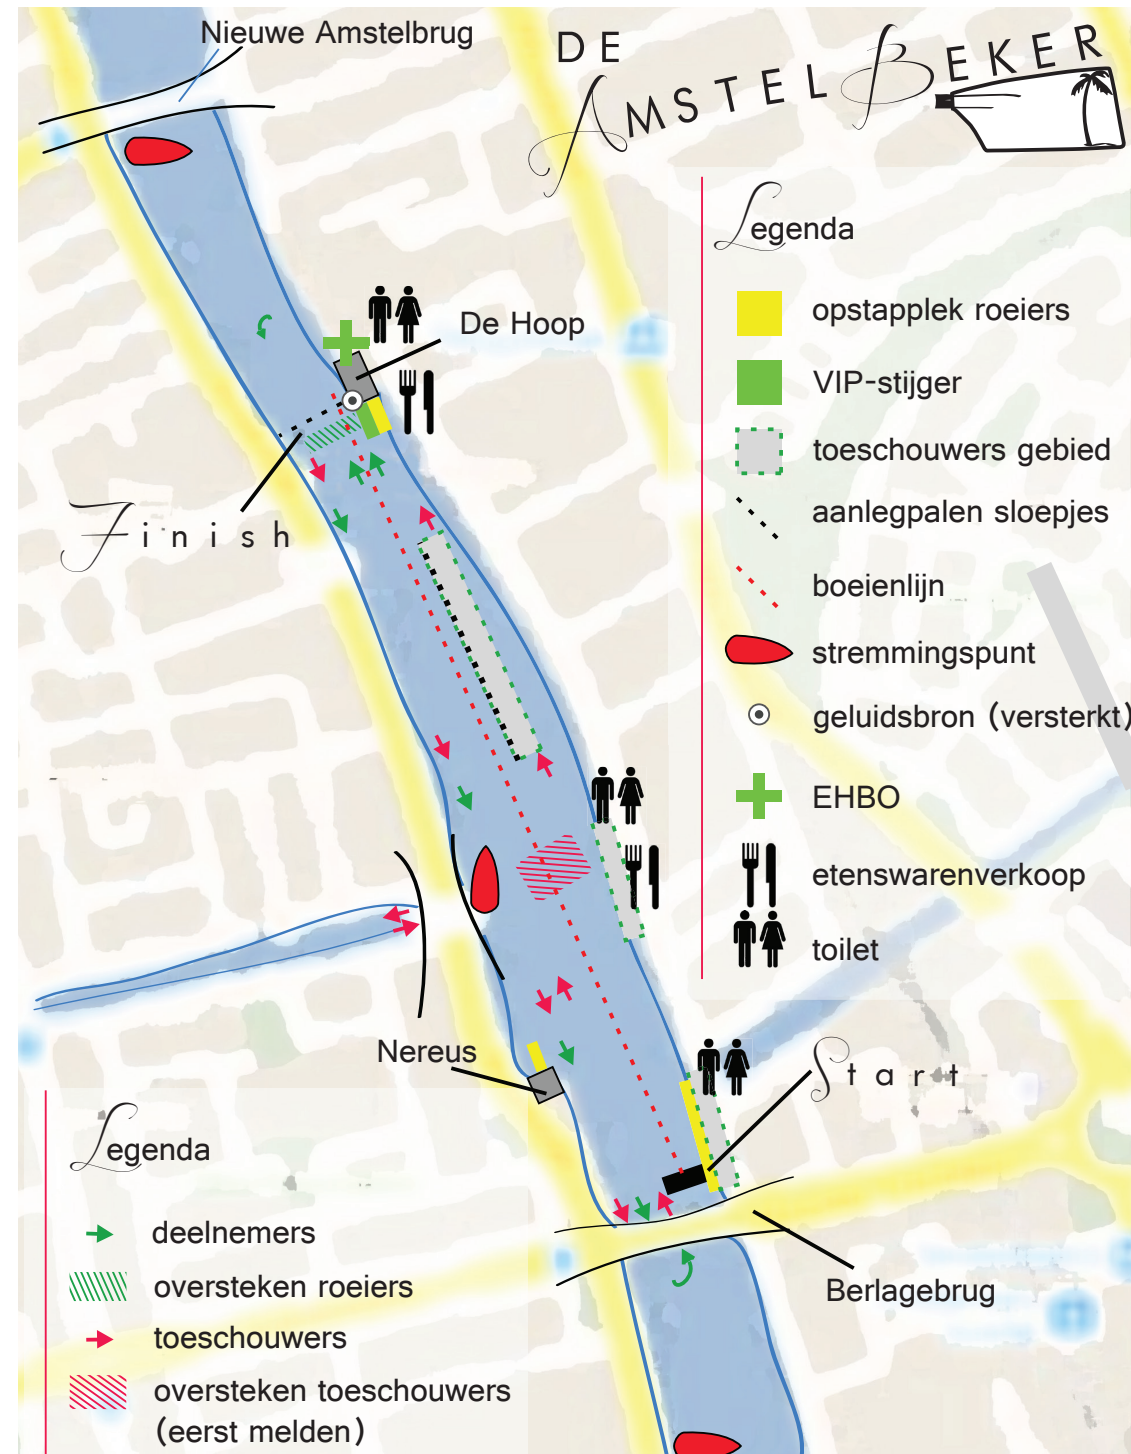 Nieuwe Amstelbrug
DE
AMSTEL BEKER
Legenda
opstapplek roeiers
VIP-stijger
toeschouwers gebied
aanlegpalen sloepjes
boeienlijn
stremmingspunt
geluidsbron (versterkt)
EHBO
etenswarenverkoop
toilet
De Hoop
Finish
Nereus
Start
Berlagebrug
Legenda
deelnemers
oversteken roeiers
toeschouwers
oversteken toeschouwers
(eerst melden)